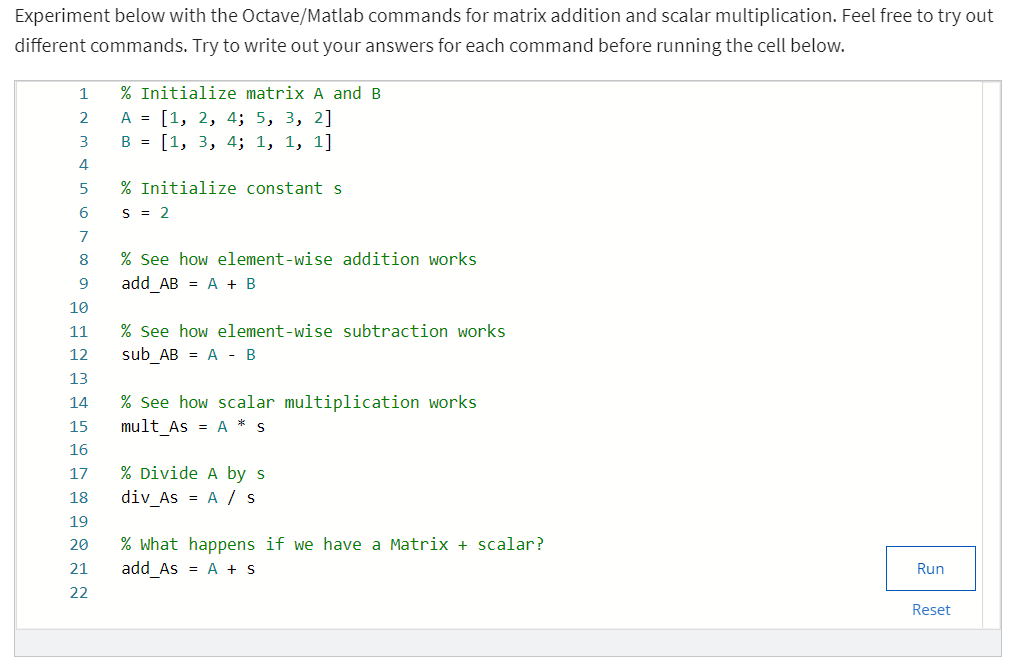 Experiment below with the Octave/Matlab commands for matrix addition and scalar multiplication. Feel free to try out
different commands. Try to write out your answers for each command before running the cell below.
1 % Initialize matrix A and B
2 A = [1, 2, 4; 5, 3, 2]
3 B = [1, 3, 4; 1, 1, 1]
4
5 % Initialize constant s
6 s = 2
7
8 % See how element-wise addition works
9 add_AB = A + B
10
11 % See how element-wise subtraction works
12 sub_AB = A - B
13
14 % See how scalar multiplication works
15 mult_As = A * s
16
17 % Divide A by s
18 div_As = A / s
19
20 % What happens if we have a Matrix + scalar?
21 add_As = A + s
22
Run
Reset